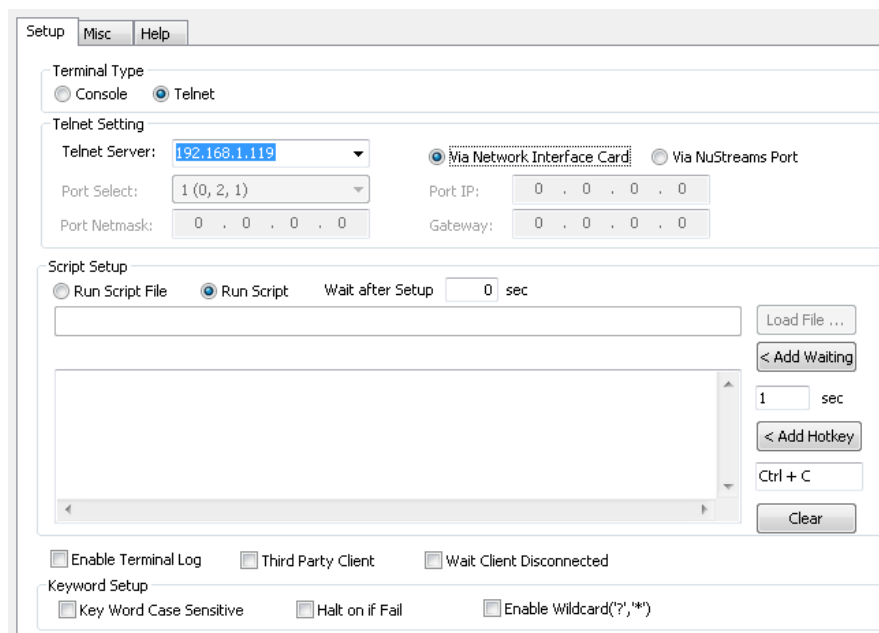 Setup Misc Help
Terminal Type
Console Telnet
Telnet Setting
Telnet Server: 192.168.1.119 Via Network Interface Card Via NuStreams Port
Port Select: 1 (0, 2, 1) Port IP: 0 . 0 . 0 . 0
Port Netmask: 0 . 0 . 0 . 0 Gateway: 0 . 0 . 0 . 0
Script Setup
Run Script File Run Script Wait after Setup 0 sec
Load File ...
< Add Waiting
1 sec
< Add Hotkey
Ctrl + C
Clear
Enable Terminal Log Third Party Client Wait Client Disconnected
Keyword Setup
Key Word Case Sensitive Halt on if Fail Enable Wildcard('?','*')